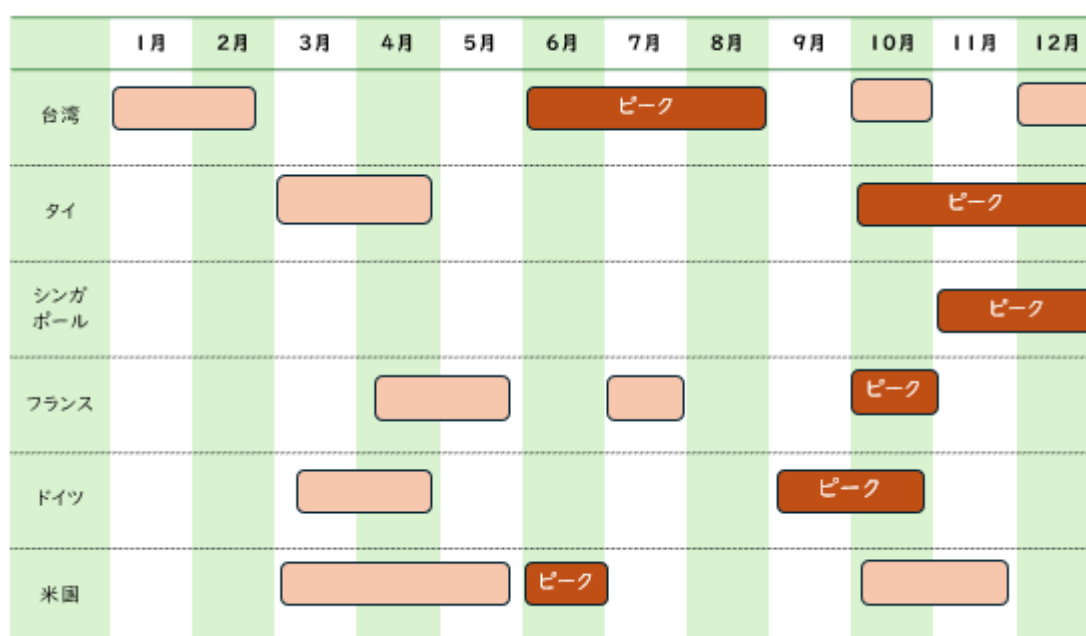 1月 2月 3月 4月 5月 6月 7月 8月 9月 10月 11月 12月
台湾 ピーク
タイ ピーク
シンガ
ポール ピーク
フランス ピーク
ドイツ ピーク
米国 ピーク